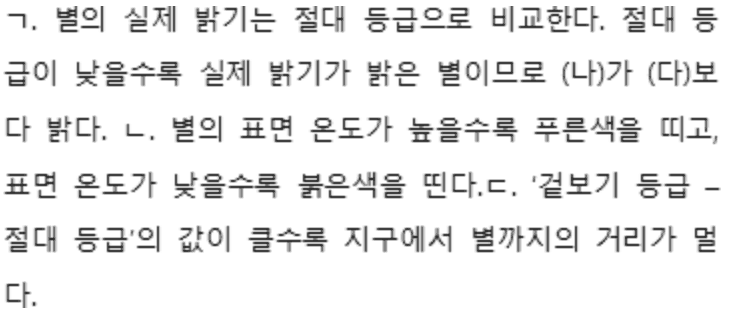 ㄱ. 별의 실제 밝기는 절대 등급으로 비교한다. 절대 등
급이 낮을수록 실제 밝기가 밝은 별이므로 (나)가 (다)보
다 밝다. ㄴ. 별의 표면 온도가 높을수록 푸른색을 띠고,
표면 온도가 낮을수록 붉은색을 띤다.ㄷ. '겉보기 등급 –
절대 등급'의 값이 클수록 지구에서 별까지의 거리가 멀
다.